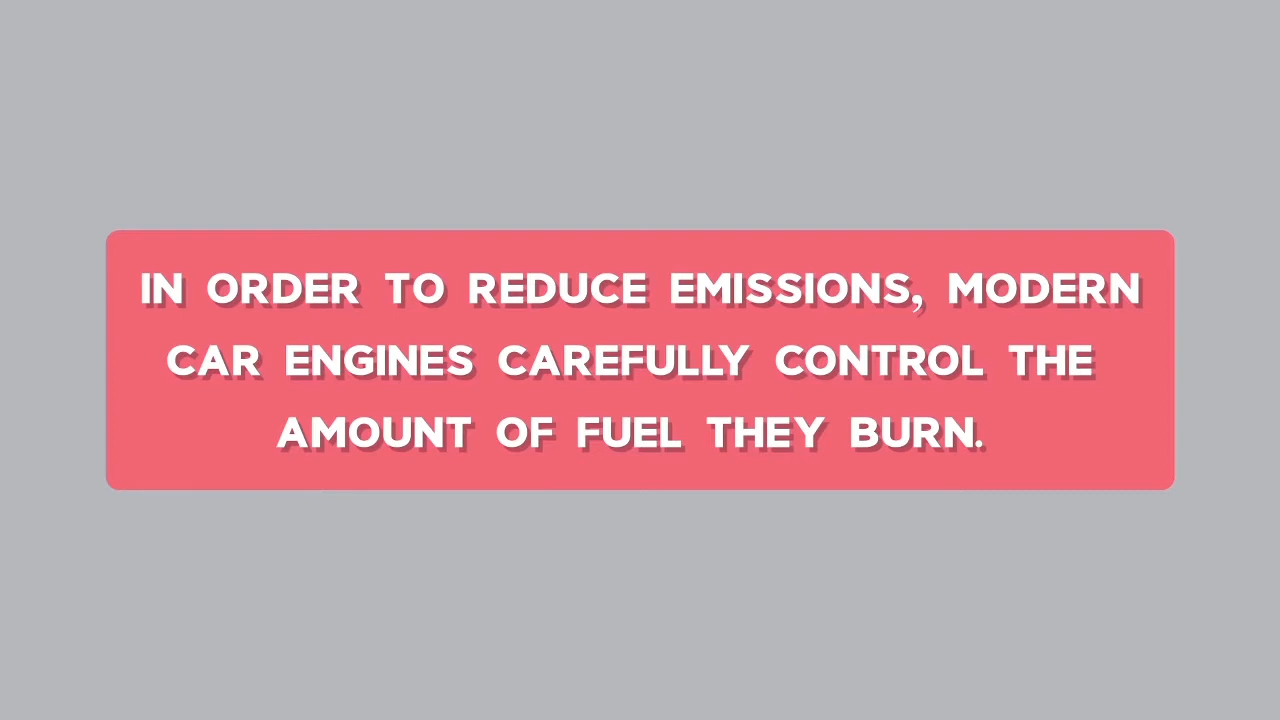 IN ORDER TO REDUCE EMISSIONS, MODERN
CAR ENGINES CAREFULLY CONTROL THE
AMOUNT OF FUEL THEY BURN.